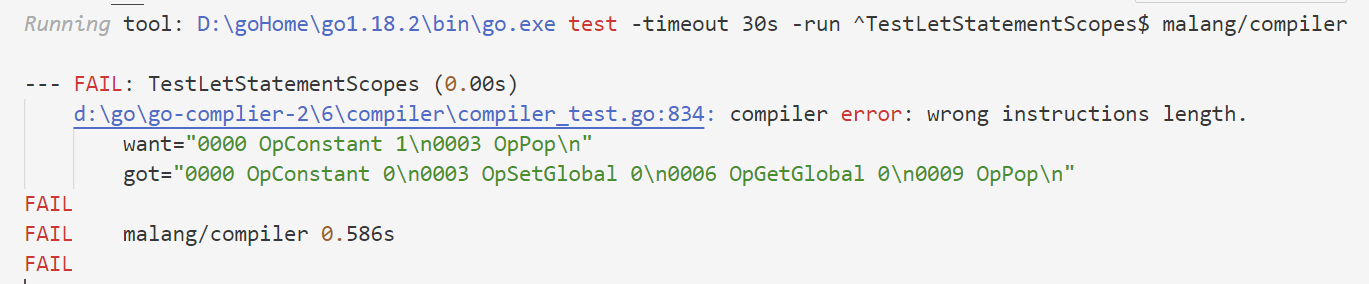 Running tool: D:\goHome\go1.18.2\bin\go.exe test -timeout 30s -run ^TestLetStatementScopes$ malang/compiler
--- FAIL: TestLetStatementScopes (0.00s)
d:\go\go-complier-2\6\compiler\compiler_test.go:834: compiler error: wrong instructions length.
want="0000 OpConstant 1\n0003 OpPop\n"
got="0000 OpConstant 0\n0003 OpSetGlobal 0\n0006 OpGetGlobal 0\n0009 OpPop\n"
FAIL
FAIL malang/compiler 0.586s
FAIL